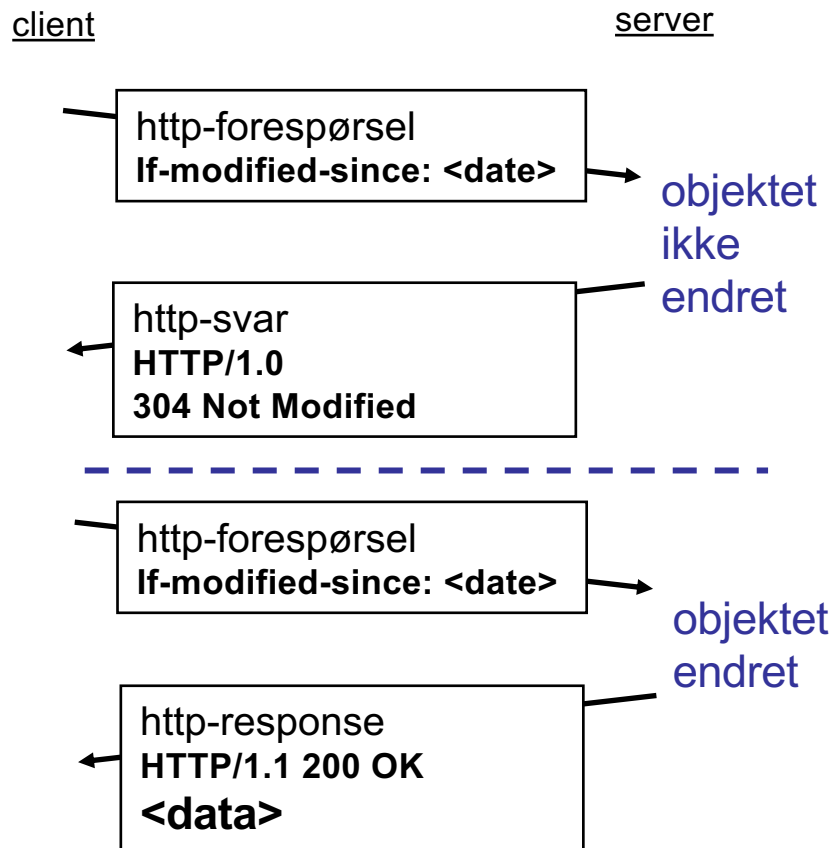 client
server
http-forespørsel
If-modified-since: <date>
objektet
ikke
endret
http-svar
HTTP/1.0
304 Not Modified
http-forespørsel
If-modified-since: <date>
objektet
endret
http-response
HTTP/1.1 200 OK
<data>